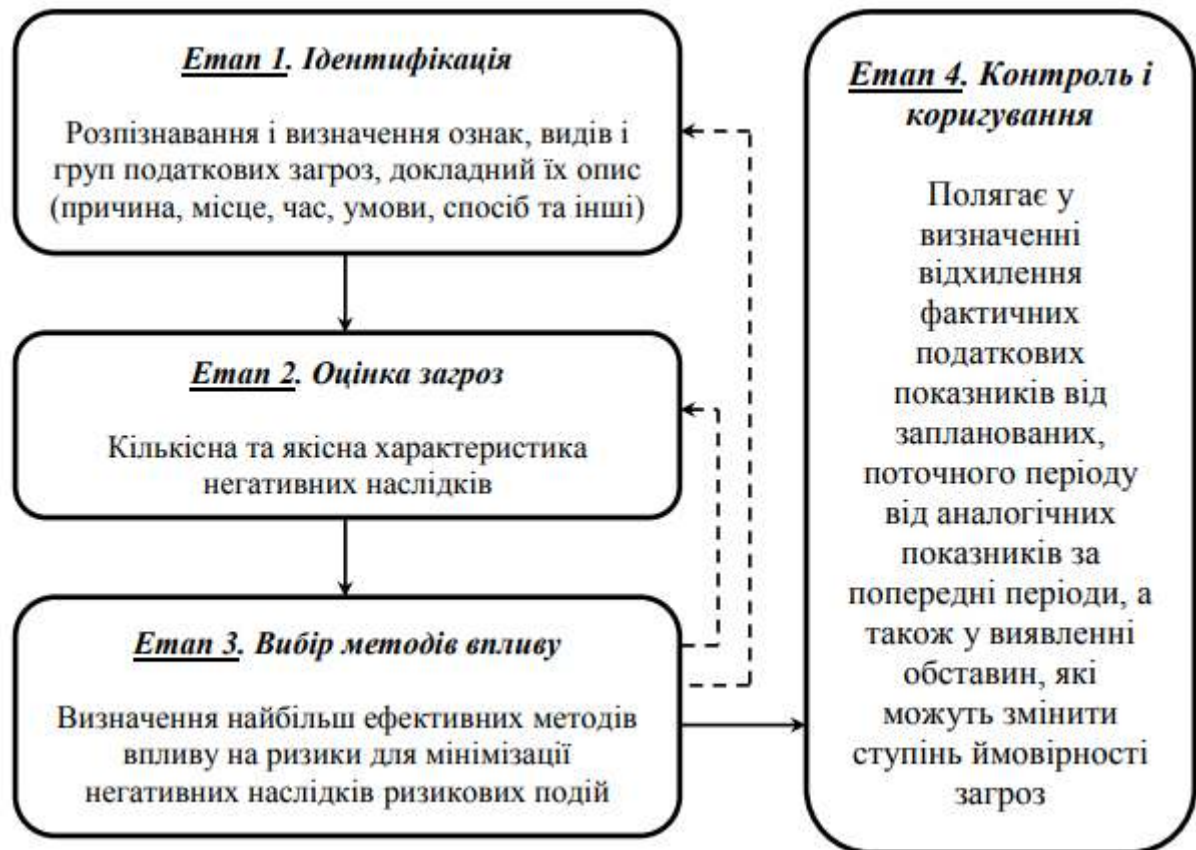 Етап 1. Ідентифікація
Розпізнавання і визначення ознак, видів і
груп податкових загроз, докладний їх опис
(причина, місце, час, умови, спосіб та інші)
Етап 2. Оцінка загроз
Кількісна та якісна характеристика
негативних наслідків
Етап 3. Вибір методів впливу
Визначення найбільш ефективних методів
впливу на ризики для мінімізації
негативних наслідків ризикових подій
Етап 4. Контроль і
коригування
Полягає у
визначенні
відхилення
фактичних
податкових
показників від
запланованих,
поточного періоду
від аналогічних
показників за
попередні періоди, а
також у виявленні
обставин, які
можуть змінити
ступінь ймовірності
загроз